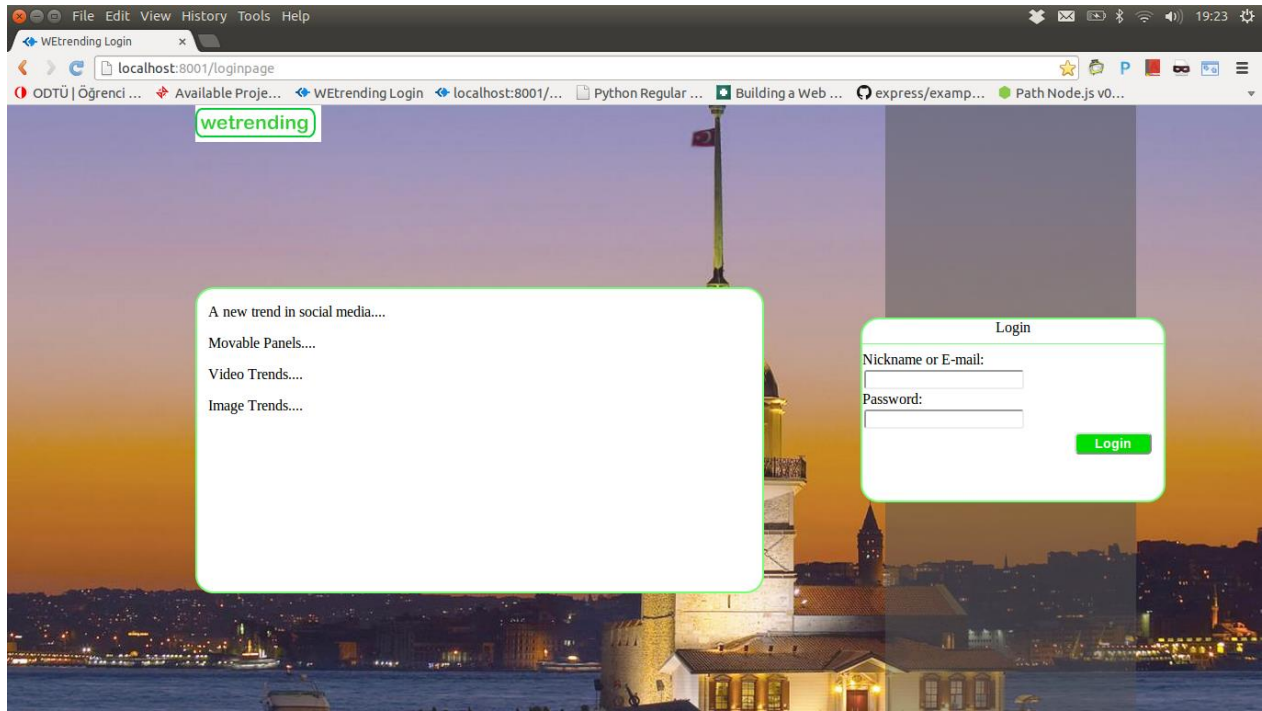 File Edit View History Tools Help
19:23
WEtrending Login
localhost:8001/loginpage
ODTÜ | Öğrenci ... Available Proje... WEtrending Login localhost:8001/... Python Regular ... Building a Web ... express/examp... Path Node.js v0...
wetrending
A new trend in social media....
Movable Panels....
Video Trends....
Image Trends....
Login
Nickname or E-mail:
Password:
Login